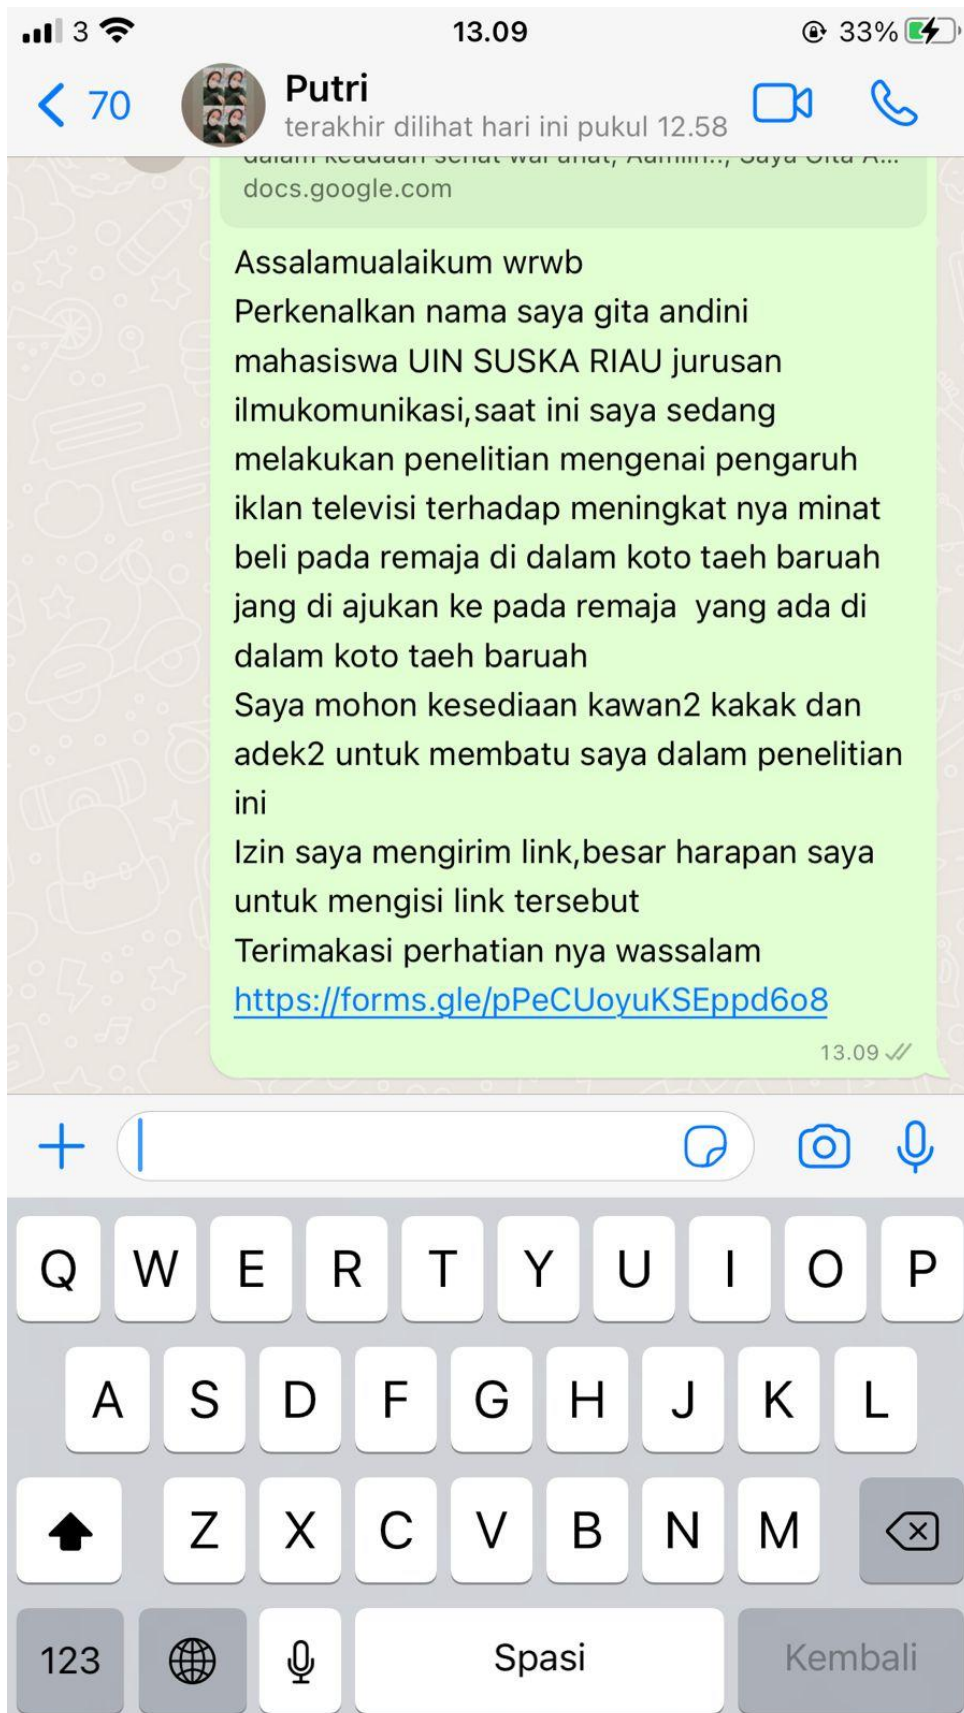 3
13.09
33%
70
Putri
terakhir dilihat hari ini pukul 12.58
docs.google.com
Assalamualaikum wrwb
Perkenalkan nama saya gita andini
mahasiswa UIN SUSKA RIAU jurusan
ilmukomunikasi,saat ini saya sedang
melakukan penelitian mengenai pengaruh
iklan televisi terhadap meningkat nya minat
beli pada remaja di dalam koto taeh baruah
jang di ajukan ke pada remaja  yang ada di
dalam koto taeh baruah
Saya mohon kesediaan kawan2 kakak dan
adek2 untuk membatu saya dalam penelitian
ini
Izin saya mengirim link,besar harapan saya
untuk mengisi link tersebut
Terimakasi perhatian nya wassalam
https://forms.gle/pPeCUoyuKSEppd6o8
13.09
Q W E R T Y U I O P
A S D F G H J K L
Z X C V B N M
123 Spasi Kembali